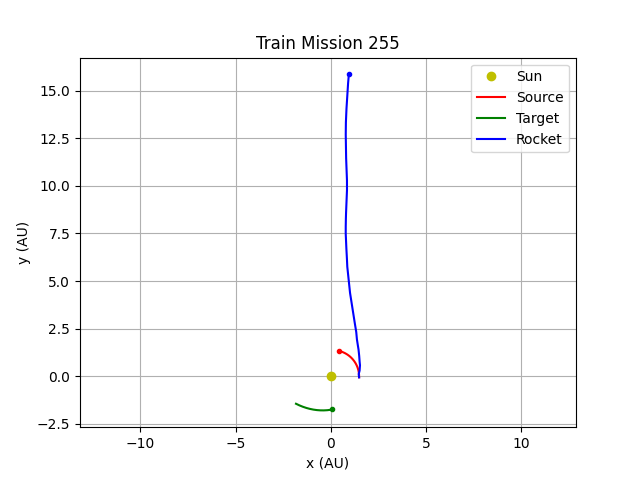 Train Mission 255
Sun
Source
Target
Rocket
15.0
12.5
10.0
7.5
5.0
2.5
0.0
−2.5
y (AU)
−10
−5
0
5
10
x (AU)